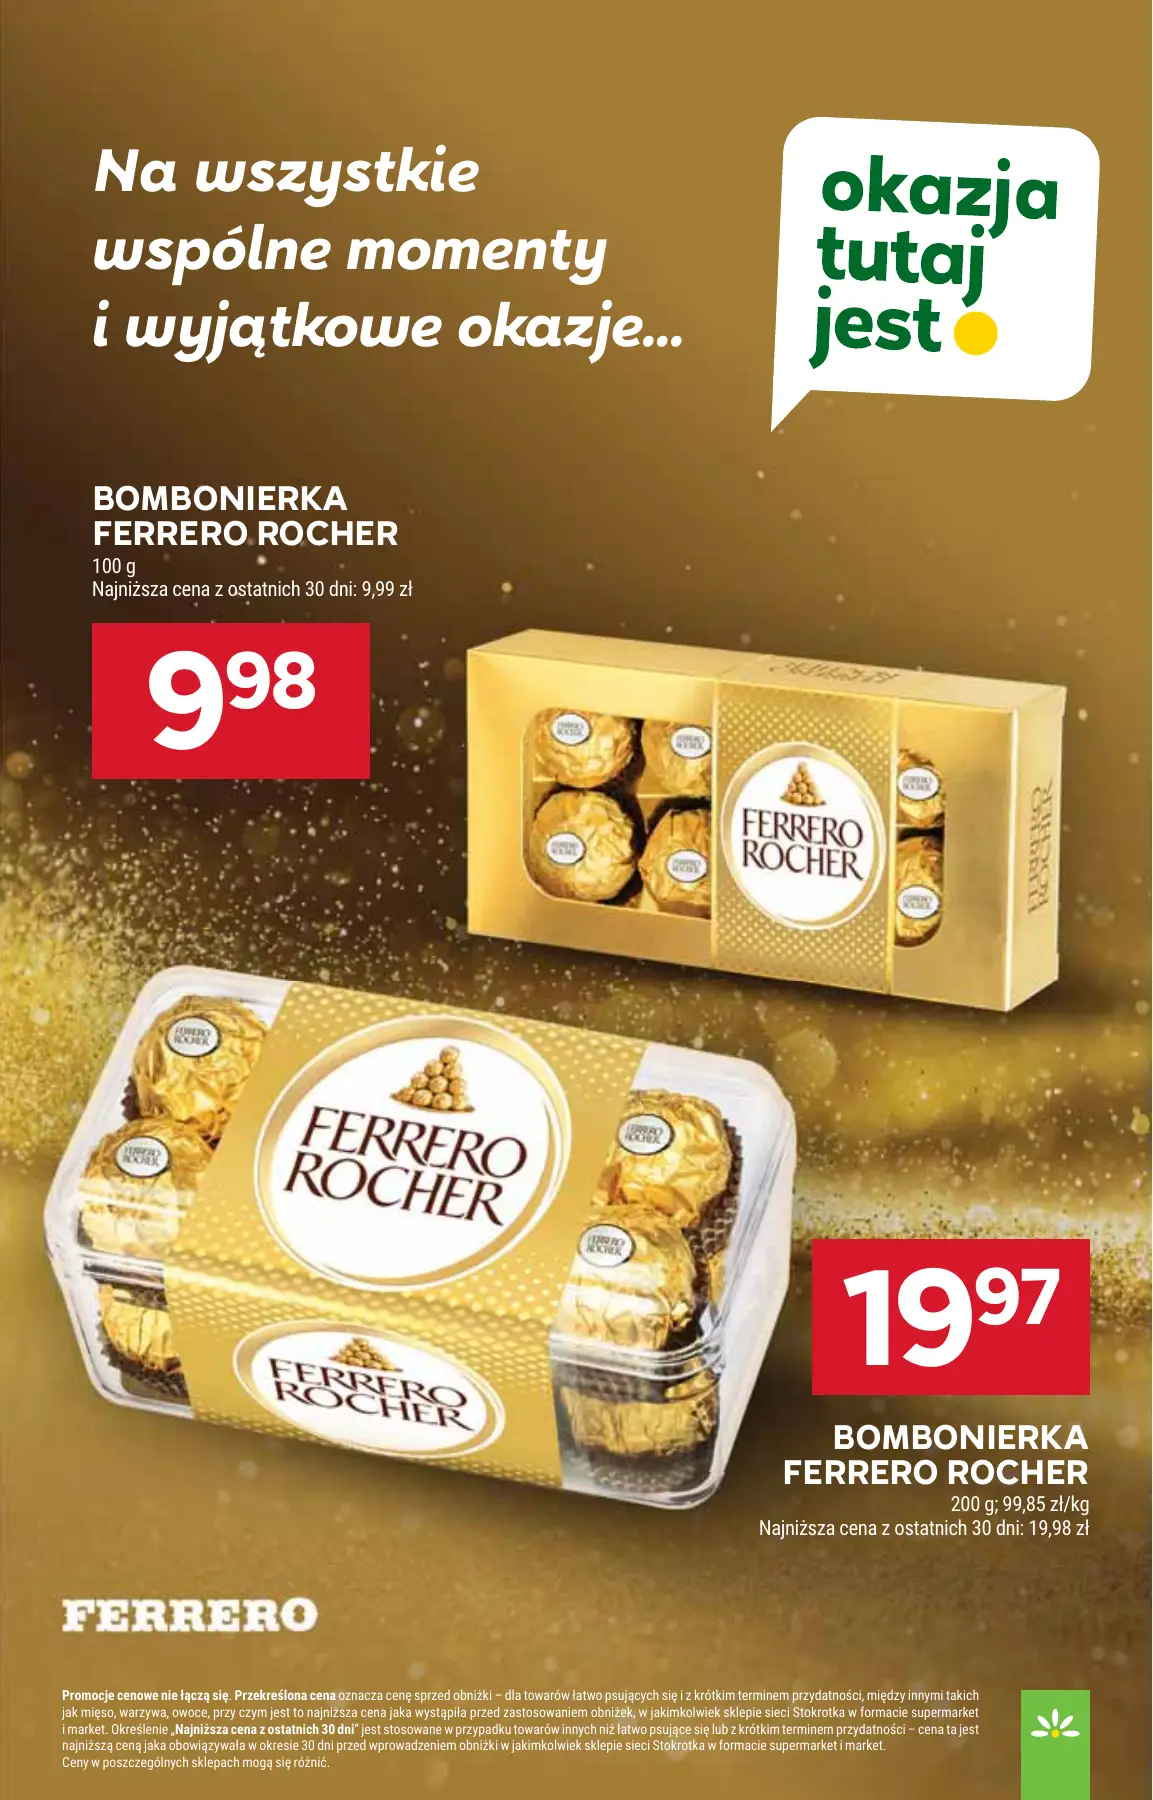 Na wszystkie
wspólne momenty
i wyjątkowe okazje...
okazja
tutaj
jest
BOMBONIERKA
FERRERO ROCHER
100 g
Najniższa cena z ostatnich 30 dni: 9,99 zł
9 98
FERRERO
ROCHER
FERRERO
ROCHER
FERRERO
ROCHER
FERRERO
ROCHER
19 97
BOMBONIERKA
FERRERO ROCHER
200 g; 99,85 zł/kg
Najniższa cena z ostatnich 30 dni: 19,98 zł
FERRERO
Promocje cenowe nie łączą się. Przekreślona cena oznacza cenę sprzed obniżki – dla towarów łatwo psujących się i z krótkim terminem przydatności, między innymi takich
jak mięso, warzywa, owoce, przy czym jest to najniższa cena jaka wystąpiła przed zastosowaniem obniżek, w jakimkolwiek sklepie sieci Stokrotka w formacie supermarket
i market. Określenie „Najniższa cena z ostatnich 30 dni” jest stosowane w przypadku towarów innych niż łatwo psujące się lub z krótkim terminem przydatności – cena ta jest
najniższą ceną jaka obowiązywała w okresie 30 dni przed wprowadzeniem obniżki w jakimkolwiek sklepie sieci Stokrotka w formacie supermarket i market.
Ceny w poszczególnych sklepach mogą się różnić.